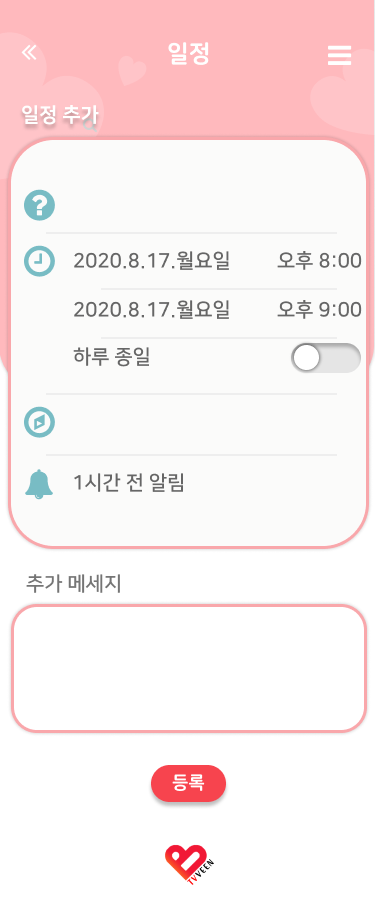 일정
일정 추가
2020.8.17.월요일 오후 8:00
2020.8.17.월요일 오후 9:00
하루 종일
1시간 전 알림
추가 메세지
등록
TVVEEN